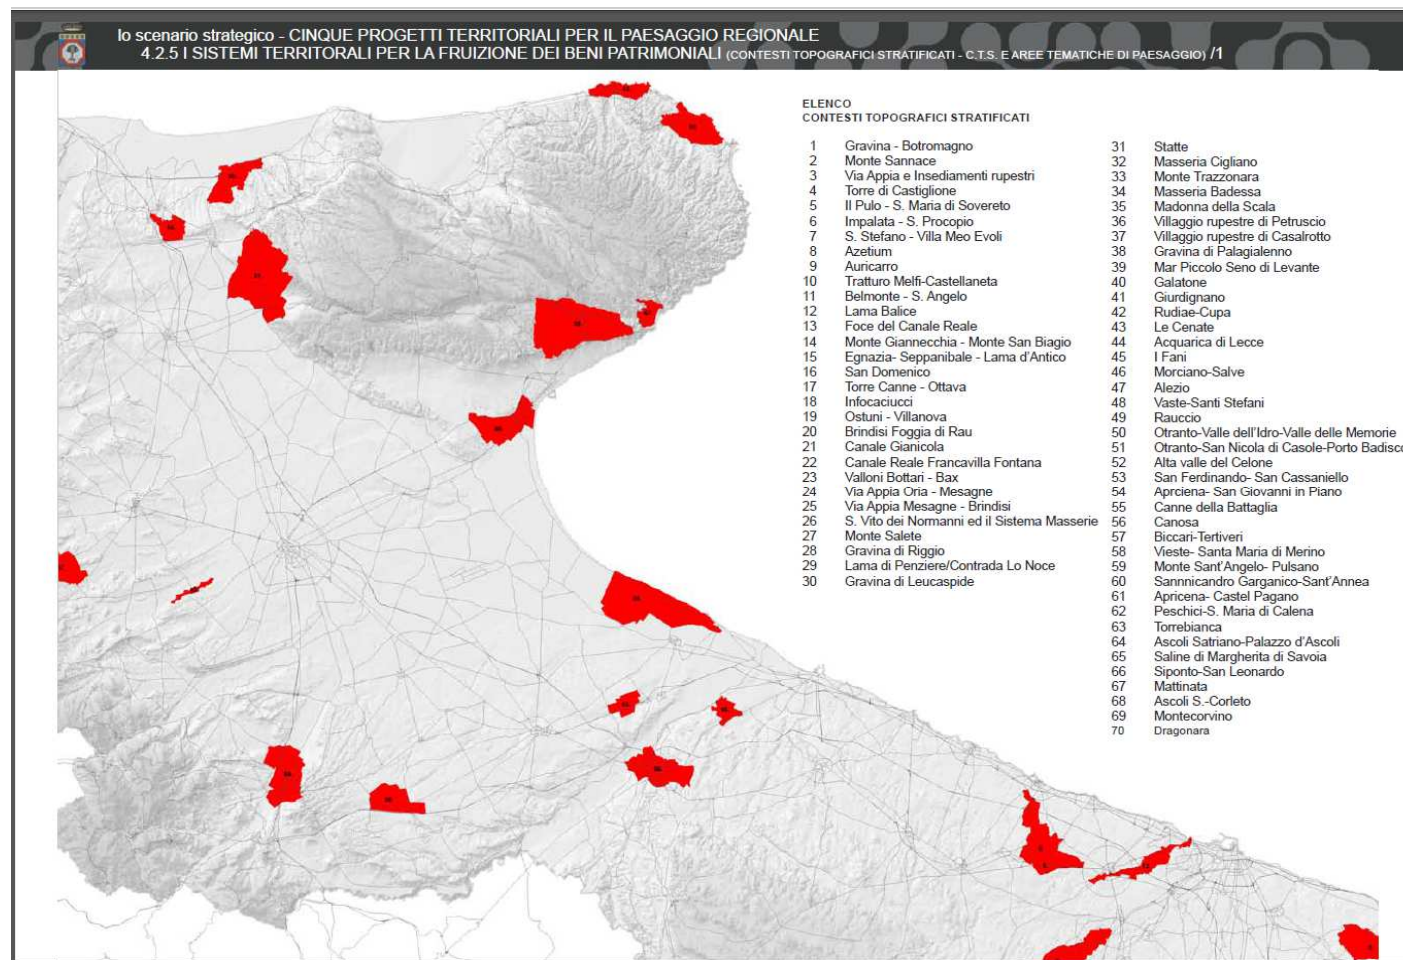 lo scenario strategico - CINQUE PROGETTI TERRITORIALI PER IL PAESAGGIO REGIONALE
4.2.5 I SISTEMI TERRITORALI PER LA FRUIZIONE DEI BENI PATRIMONIALI (CONTESTI TOPOGRAFICI STRATIFICATI - C.T.S. E AREE TEMATICHE DI PAESAGGIO) /1
ELENCO
CONTESTI TOPOGRAFICI STRATIFICATI
1 Gravina - Botromagno
2 Monte Sannace
3 Via Appia e Insediamenti rupestri
4 Torre di Castiglione
5 Il Pulo - S. Maria di Sovereto
6 Impalata - S. Procopio
7 S. Stefano - Villa Meo Evoli
8 Azetium
9 Auricarro
10 Tratturo Melfi-Castellaneta
11 Belmonte - S. Angelo
12 Lama Balice
13 Foce del Canale Reale
14 Monte Giannecchia - Monte San Biagio
15 Egnazia- Seppanibale - Lama d'Antico
16 San Domenico
17 Torre Canne - Ottava
18 Infocaciucci
19 Ostuni - Villanova
20 Brindisi Foggia di Rau
21 Canale Gianicola
22 Canale Reale Francavilla Fontana
23 Valloni Bottari - Bax
24 Via Appia Oria - Mesagne
25 Via Appia Mesagne - Brindisi
26 S. Vito dei Normanni ed il Sistema Masserie
27 Monte Salete
28 Gravina di Riggio
29 Lama di Penziere/Contrada Lo Noce
30 Gravina di Leucaspide
31 Statte
32 Masseria Cigliano
33 Monte Trazzonara
34 Masseria Badessa
35 Madonna della Scala
36 Villaggio rupestre di Petruscio
37 Villaggio rupestre di Casalrotto
38 Gravina di Palagialenno
39 Mar Piccolo Seno di Levante
40 Galatone
41 Giurdignano
42 Rudiae-Cupa
43 Le Cenate
44 Acquarica di Lecce
45 I Fani
46 Morciano-Salve
47 Alezio
48 Vaste-Santi Stefani
49 Rauccio
50 Otranto-Valle dell'Idro-Valle delle Memorie
51 Otranto-San Nicola di Casole-Porto Badisco
52 Alta valle del Celone
53 San Ferdinando- San Cassaniello
54 Aprciena- San Giovanni in Piano
55 Canne della Battaglia
56 Canosa
57 Biccari-Tertiveri
58 Vieste- Santa Maria di Merino
59 Monte Sant'Angelo- Pulsano
60 Sannnicandro Garganico-Sant'Annea
61 Apricena- Castel Pagano
62 Peschici-S. Maria di Calena
63 Torrebianca
64 Ascoli Satriano-Palazzo d'Ascoli
65 Saline di Margherita di Savoia
66 Siponto-San Leonardo
67 Mattinata
68 Ascoli S.-Corleto
69 Montecorvino
70 Dragonara